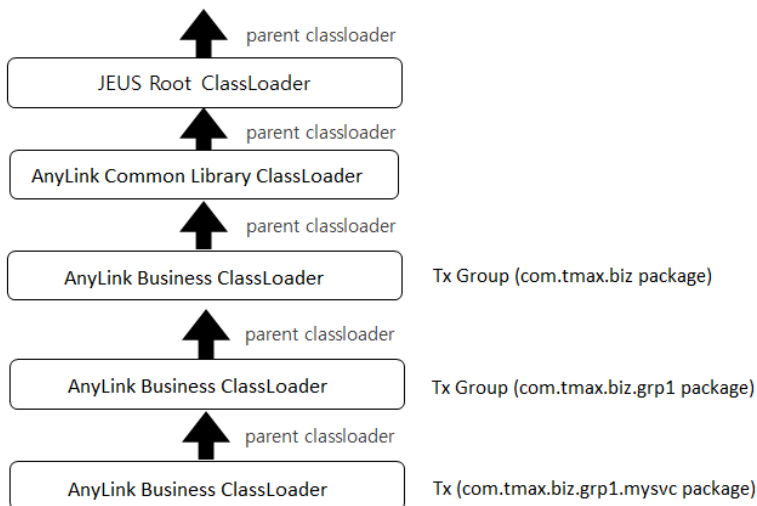 parent classloader
JEUS Root ClassLoader
parent classloader
AnyLink Common Library ClassLoader
parent classloader
AnyLink Business ClassLoader
Tx Group (com.tmax.biz package)
parent classloader
AnyLink Business ClassLoader
Tx Group (com.tmax.biz.grp1 package)
parent classloader
AnyLink Business ClassLoader
Tx (com.tmax.biz.grp1.mysvc package)